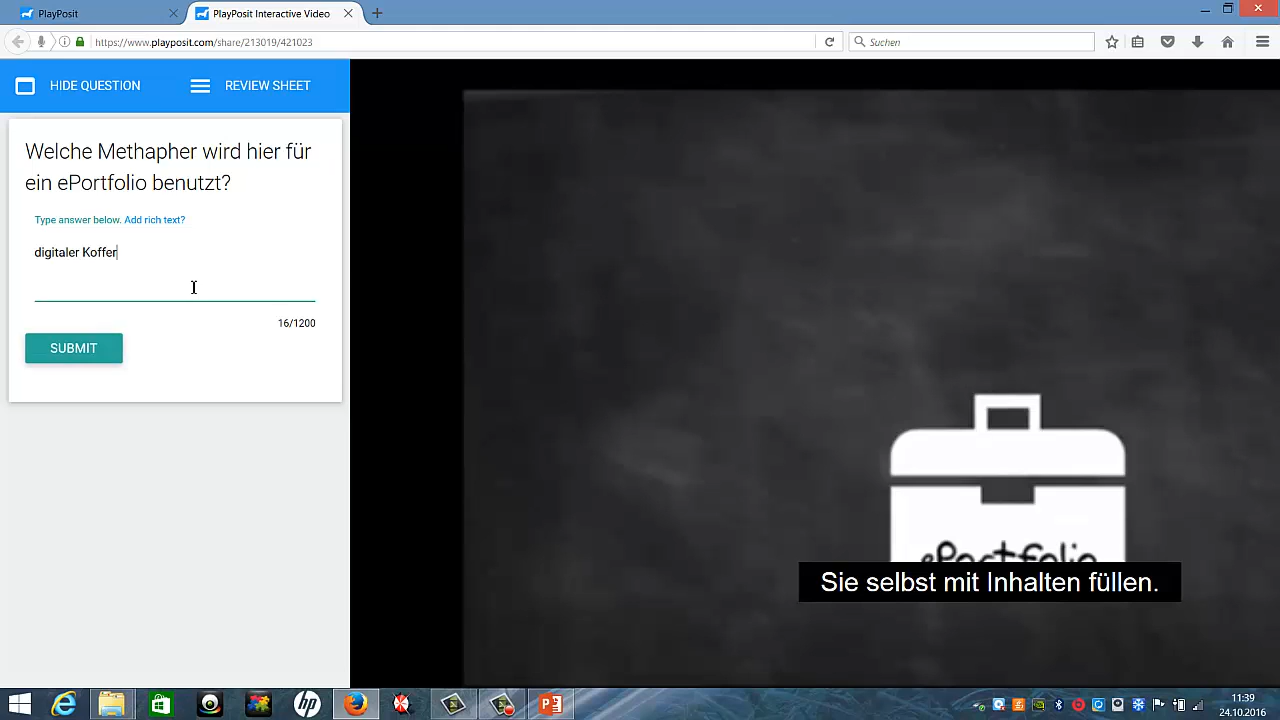 PlayPosit
PlayPosit Interactive Video
https://www.playposit.com/share/213019/421023
Suchen
HIDE QUESTION
REVIEW SHEET
Welche Methapher wird hier für
ein ePortfolio benutzt?
Type answer below. Add rich text?
digitaler Koffer
16/1200
SUBMIT
ePortfolio
Sie selbst mit Inhalten füllen.
hp
11:39
24.10.2016